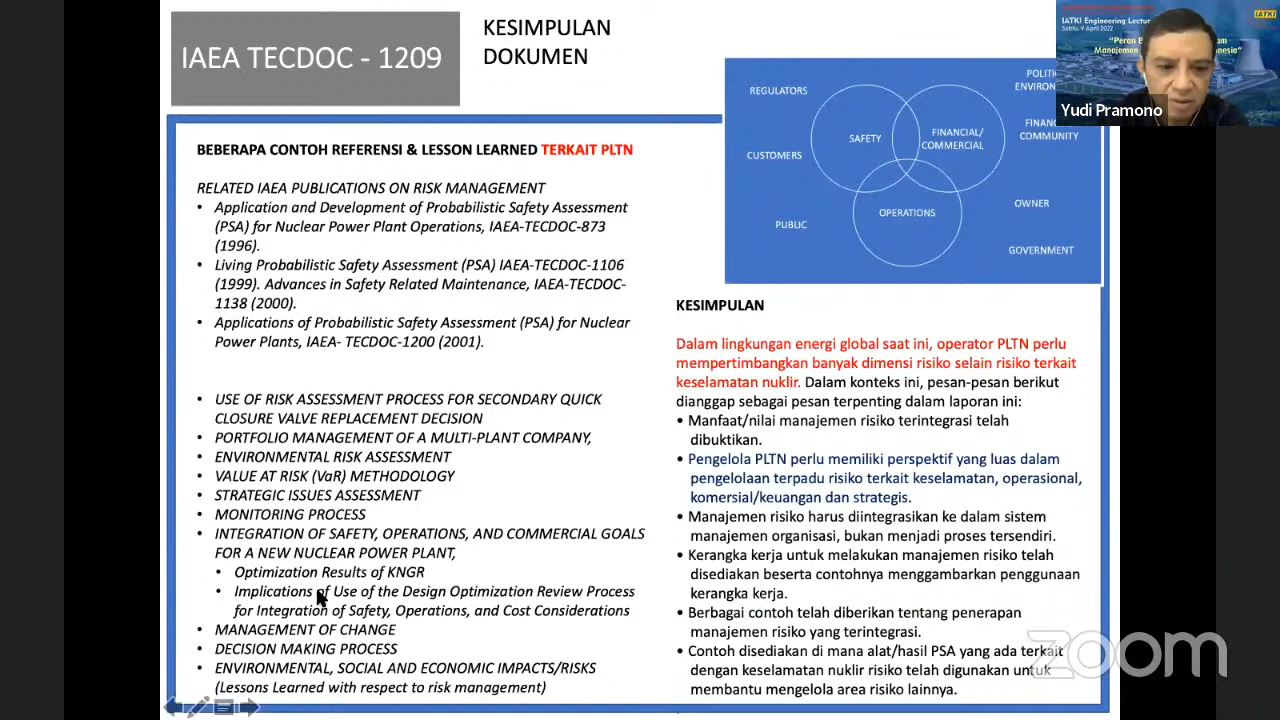 IAEA TECDOC - 1209
KESIMPULAN
DOKUMEN
IATKI Engineering Lectur
Sabtu, 9 April 2022
IATKI
Yudi Pramono
REGULATORS
CUSTOMERS
PUBLIC
SAFETY
FINANCIAL/
COMMERCIAL
OPERATIONS
COMMUNITY
OWNER
GOVERNMENT
BEBERAPA CONTOH REFERENSI & LESSON LEARNED TERKAIT PLTN
RELATED IAEA PUBLICATIONS ON RISK MANAGEMENT
• Application and Development of Probabilistic Safety Assessment
(PSA) for Nuclear Power Plant Operations, IAEA-TECDOC-873
(1996).
• Living Probabilistic Safety Assessment (PSA) IAEA-TECDOC-1106
(1999). Advances in Safety Related Maintenance, IAEA-TECDOC-
1138 (2000).
• Applications of Probabilistic Safety Assessment (PSA) for Nuclear
Power Plants, IAEA- TECDOC-1200 (2001).
• USE OF RISK ASSESSMENT PROCESS FOR SECONDARY QUICK
CLOSURE VALVE REPLACEMENT DECISION
• PORTFOLIO MANAGEMENT OF A MULTI-PLANT COMPANY,
• ENVIRONMENTAL RISK ASSESSMENT
• VALUE AT RISK (VaR) METHODOLOGY
• STRATEGIC ISSUES ASSESSMENT
• MONITORING PROCESS
• INTEGRATION OF SAFETY, OPERATIONS, AND COMMERCIAL GOALS
FOR A NEW NUCLEAR POWER PLANT,
• Optimization Results of KNGR
• Implications of Use of the Design Optimization Review Process
for Integration of Safety, Operations, and Cost Considerations
• MANAGEMENT OF CHANGE
• DECISION MAKING PROCESS
• ENVIRONMENTAL, SOCIAL AND ECONOMIC IMPACTS/RISKS
(Lessons Learned with respect to risk management)
KESIMPULAN
Dalam lingkungan energi global saat ini, operator PLTN perlu
mempertimbangkan banyak dimensi risiko selain risiko terkait
keselamatan nuklir. Dalam konteks ini, pesan-pesan berikut
dianggap sebagai pesan terpenting dalam laporan ini:
• Manfaat/nilai manajemen risiko terintegrasi telah
dibuktikan.
• Pengelola PLTN perlu memiliki perspektif yang luas dalam
pengelolaan terpadu risiko terkait keselamatan, operasional,
komersial/keuangan dan strategis.
• Manajemen risiko harus diintegrasikan ke dalam sistem
manajemen organisasi, bukan menjadi proses tersendiri.
• Kerangka kerja untuk melakukan manajemen risiko telah
disediakan beserta contohnya menggambarkan penggunaan
kerangka kerja.
• Berbagai contoh telah diberikan tentang penerapan
manajemen risiko yang terintegrasi.
• Contoh disediakan di mana alat/hasil PSA yang ada terkait
dengan keselamatan nuklir risiko telah digunakan untuk
membantu mengelola area risiko lainnya.
zoom